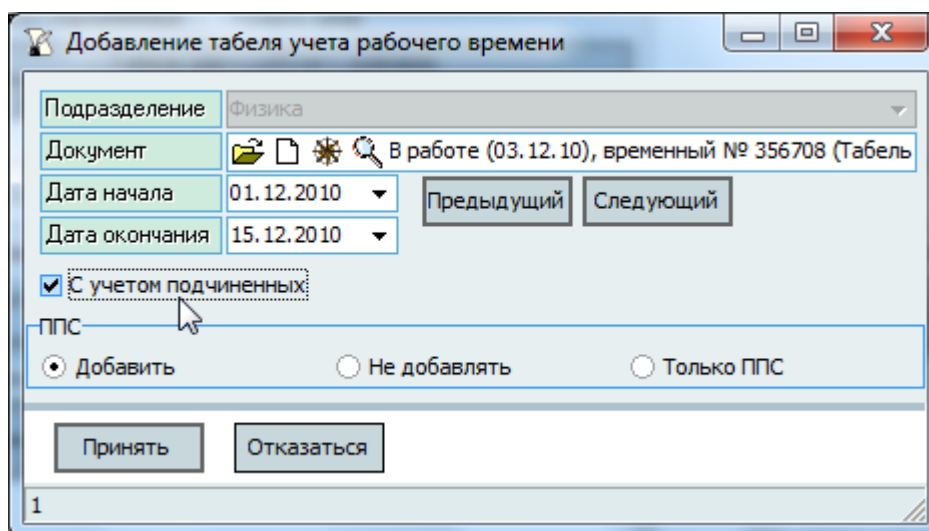 Добавление табеля учета рабочего времени
Подразделение Физика
Документ В работе (03.12.10), временный № 356708 (Табель
Дата начала 01.12.2010 Предыдущий Следующий
Дата окончания 15.12.2010
С учетом подчиненных
ППС
Добавить Не добавлять Только ППС
Принять Отказаться
1